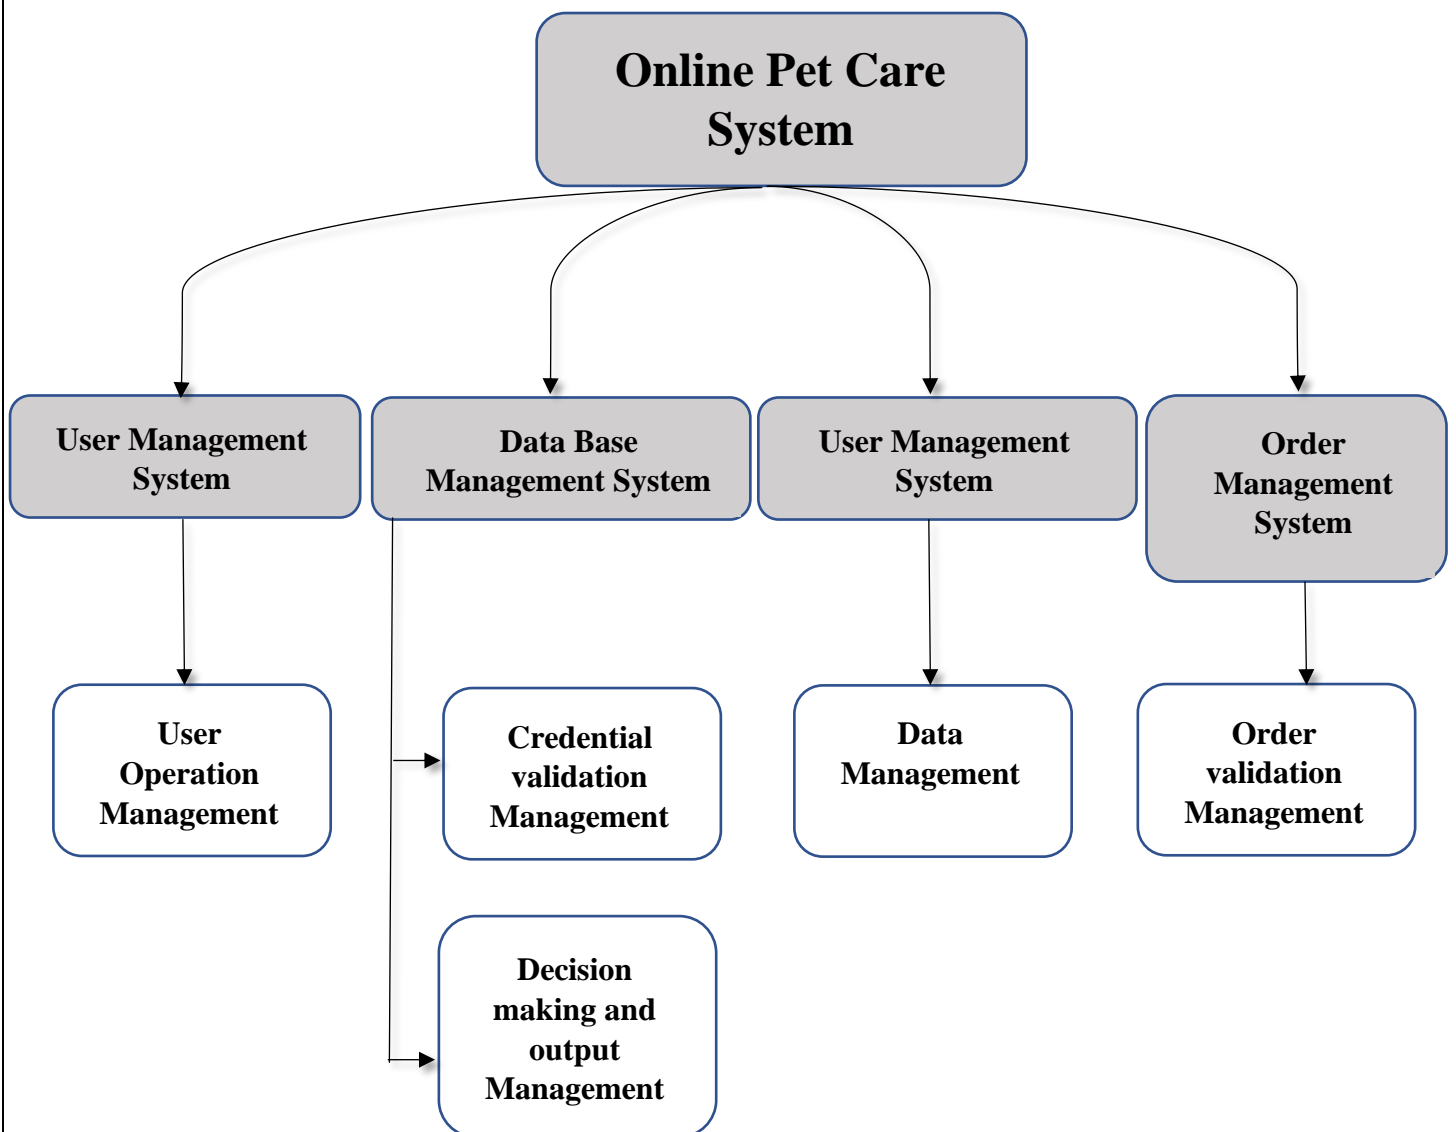 Online Pet Care
System
User Management
System
Data Base
Management System
User Management
System
Order
Management
System
User
Operation
Management
Credential
validation
Management
Data
Management
Order
validation
Management
Decision
making and
output
Management